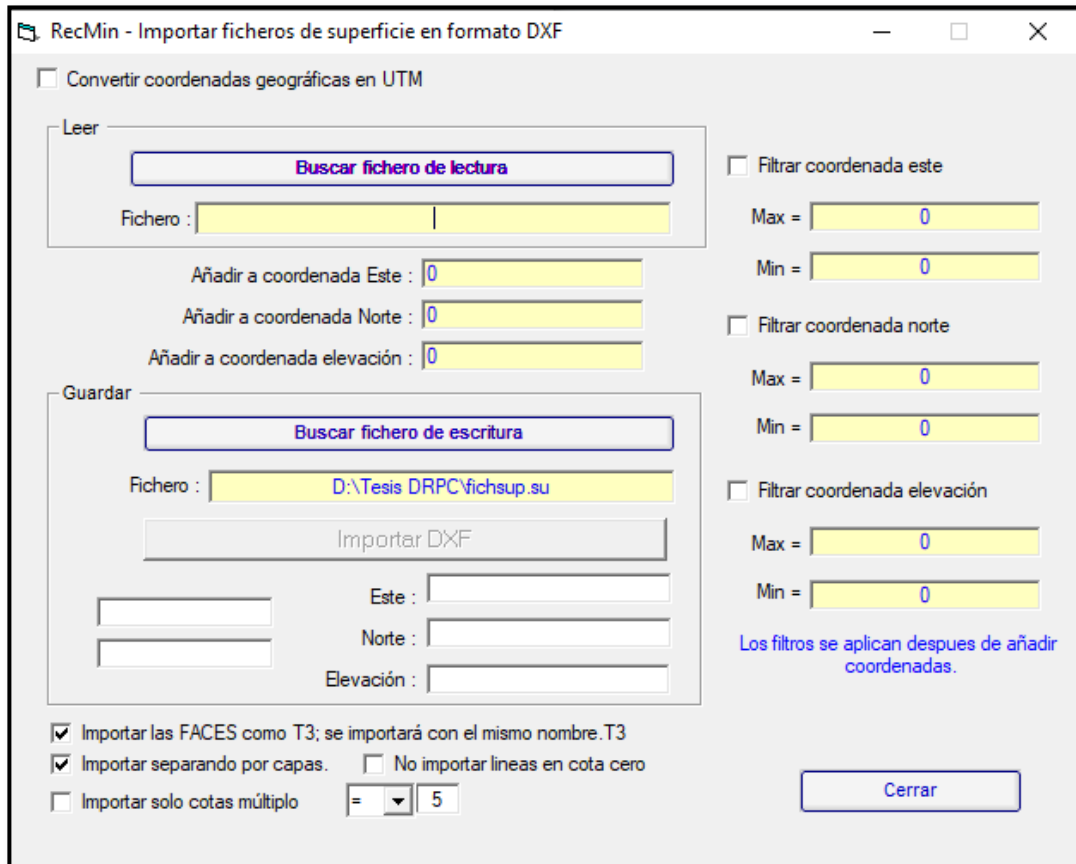 RecMin - Importar ficheros de superficie en formato DXF
Convertir coordenadas geográficas en UTM
Leer
Buscar fichero de lectura
Fichero :
Añadir a coordenada Este : 0
Añadir a coordenada Norte : 0
Añadir a coordenada elevación : 0
Guardar
Buscar fichero de escritura
Fichero : D:\Tesis DRPC\fichsup.su
Importar DXF
Este :
Norte :
Elevación :
Importar las FACES como T3; se importará con el mismo nombre.T3
Importar separando por capas. No importar lineas en cota cero
Importar solo cotas múltiplo = 5
Filtrar coordenada este
Max = 0
Min = 0
Filtrar coordenada norte
Max = 0
Min = 0
Filtrar coordenada elevación
Max = 0
Min = 0
Los filtros se aplican despues de añadir
coordenadas.
Cerrar